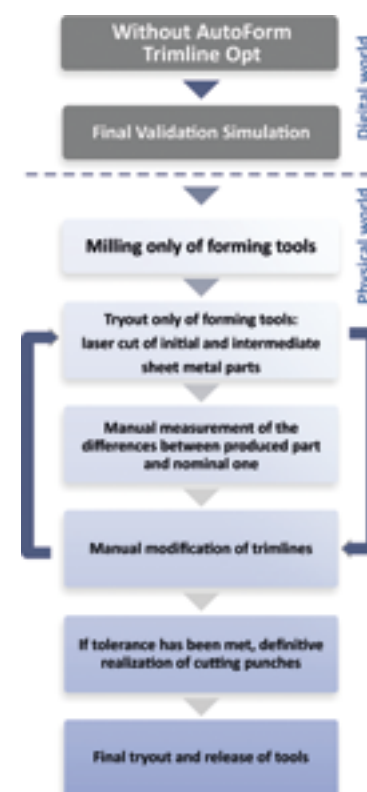 Without AutoForm
Trimline Opt
Digital world
Final Validation Simulation
Physical world
Milling only of forming tools
Tryout only of forming tools:
laser cut of initial and intermediate
sheet metal parts
Manual measurement of the
differences between produced part
and nominal one
Manual modification of trimlines
If tolerance has been met, definitive
realization of cutting punches
Final tryout and release of tools